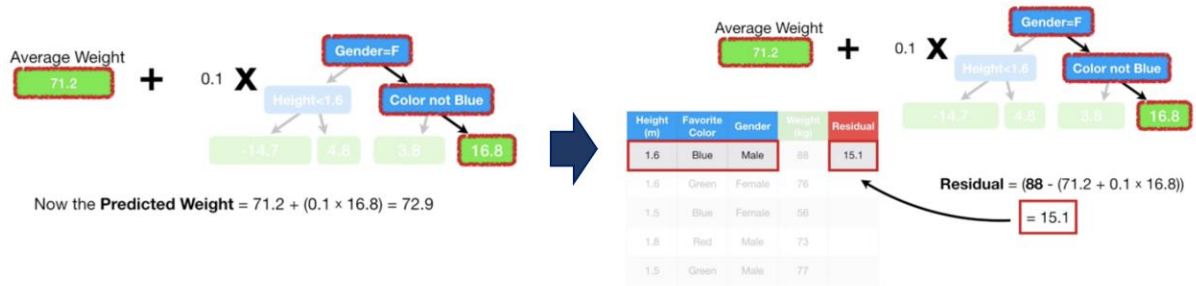 Average Weight
71.2
+
0.1 X
Gender=F
Height<1.6
Color not Blue
-14.7
4.8
3.8
16.8
Now the Predicted Weight = 71.2 + (0.1 × 16.8) = 72.9
Average Weight
71.2
+
0.1 X
Gender=F
Height<1.6
Color not Blue
-14.7
4.8
3.8
16.8
Height (m) Favorite Color Gender Weight (kg) Residual
1.6 Blue Male 88 15.1
1.6 Green Female 76
1.5 Blue Female 56
1.8 Red Male 73
1.5 Green Male 77
Residual = (88 - (71.2 + 0.1 × 16.8))
= 15.1